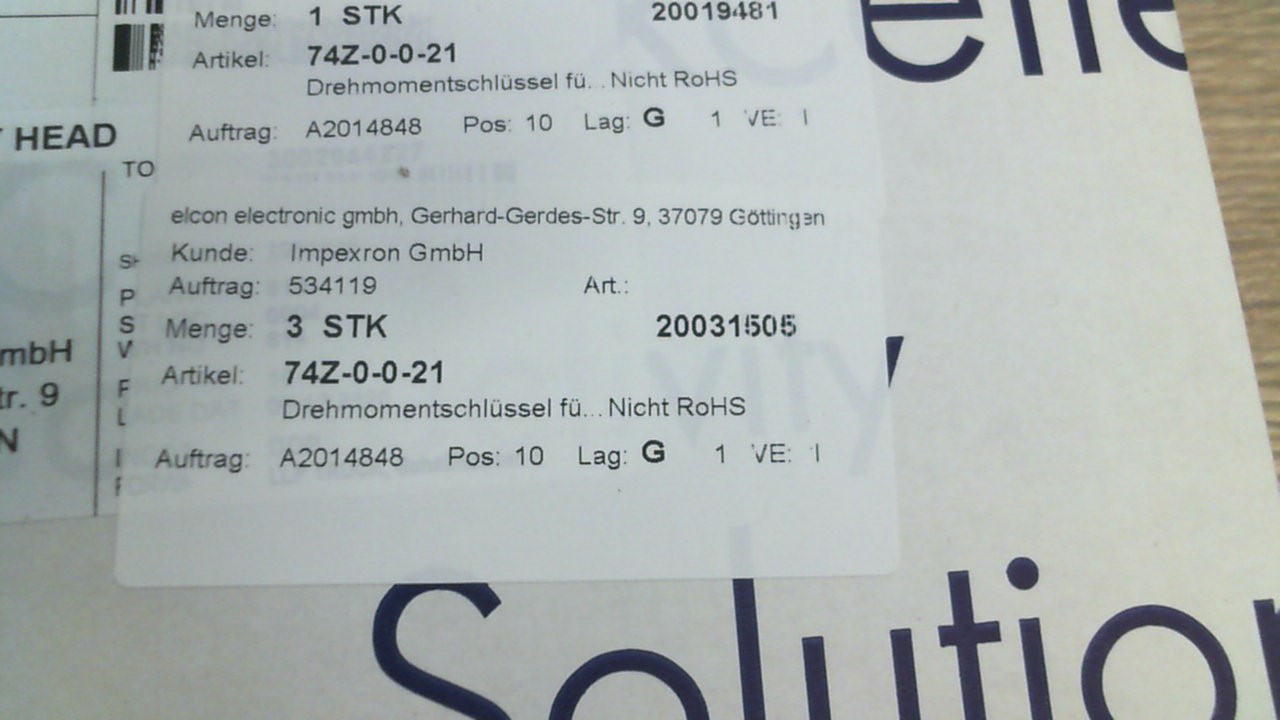 Menge: 1 STK 20019481
Artikel: 74Z-0-0-21
Drehmomentschlüssel fü... Nicht RoHS
Auftrag: A2014848 Pos: 10 Lag: G 1 VE: 1
HEAD
TO
elcon electronic gmbh, Gerhard-Gerdes-Str. 9, 37079 Göttingen
Kunde: Impexron GmbH
Auftrag: 534119 Art.:
Menge: 3 STK 20031505
Artikel: 74Z-0-0-21
Drehmomentschlüssel fü... Nicht RoHS
Auftrag: A2014848 Pos: 10 Lag: G 1 VE: 1
mbH
tr. 9
N
P
S
V
F
L
elle
vity
Solution